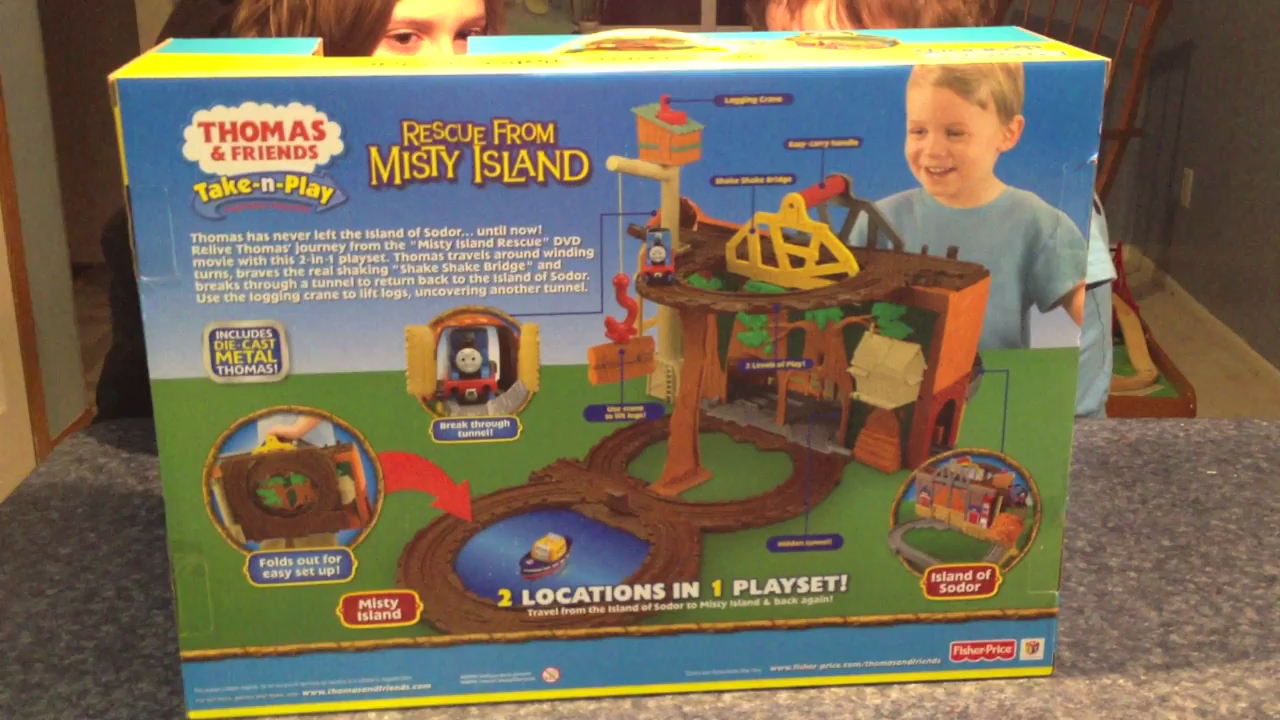 THOMAS
& FRIENDS
Take-n-Play
RESCUE FROM
MISTY ISLAND
Thomas has never left the Island of Sodor... until now!
Relive Thomas' journey from the "Misty Island Rescue" DVD
movie with this 2-in-1 playset. Thomas travels around winding
turns, braves the real shaking "Shake Shake Bridge" and
breaks through a tunnel to return back to the Island of Sodor.
Use the logging crane to lift logs, uncovering another tunnel.
INCLUDES
DIE-CAST
METAL
THOMAS!
Logging Crane
Easy-carry handle
Shake Shake Bridge
2 Levels of Play!
Use crane
to lift logs!
Break through
tunnel!
Hidden tunnel!
Folds out for
easy set up!
Misty
Island
Island of
Sodor
2 LOCATIONS IN 1 PLAYSET!
Travel from the Island of Sodor to Misty Island & back again!
Fisher-Price
www.fisher-price.com/thomasandfriends
www.thomasandfriends.com